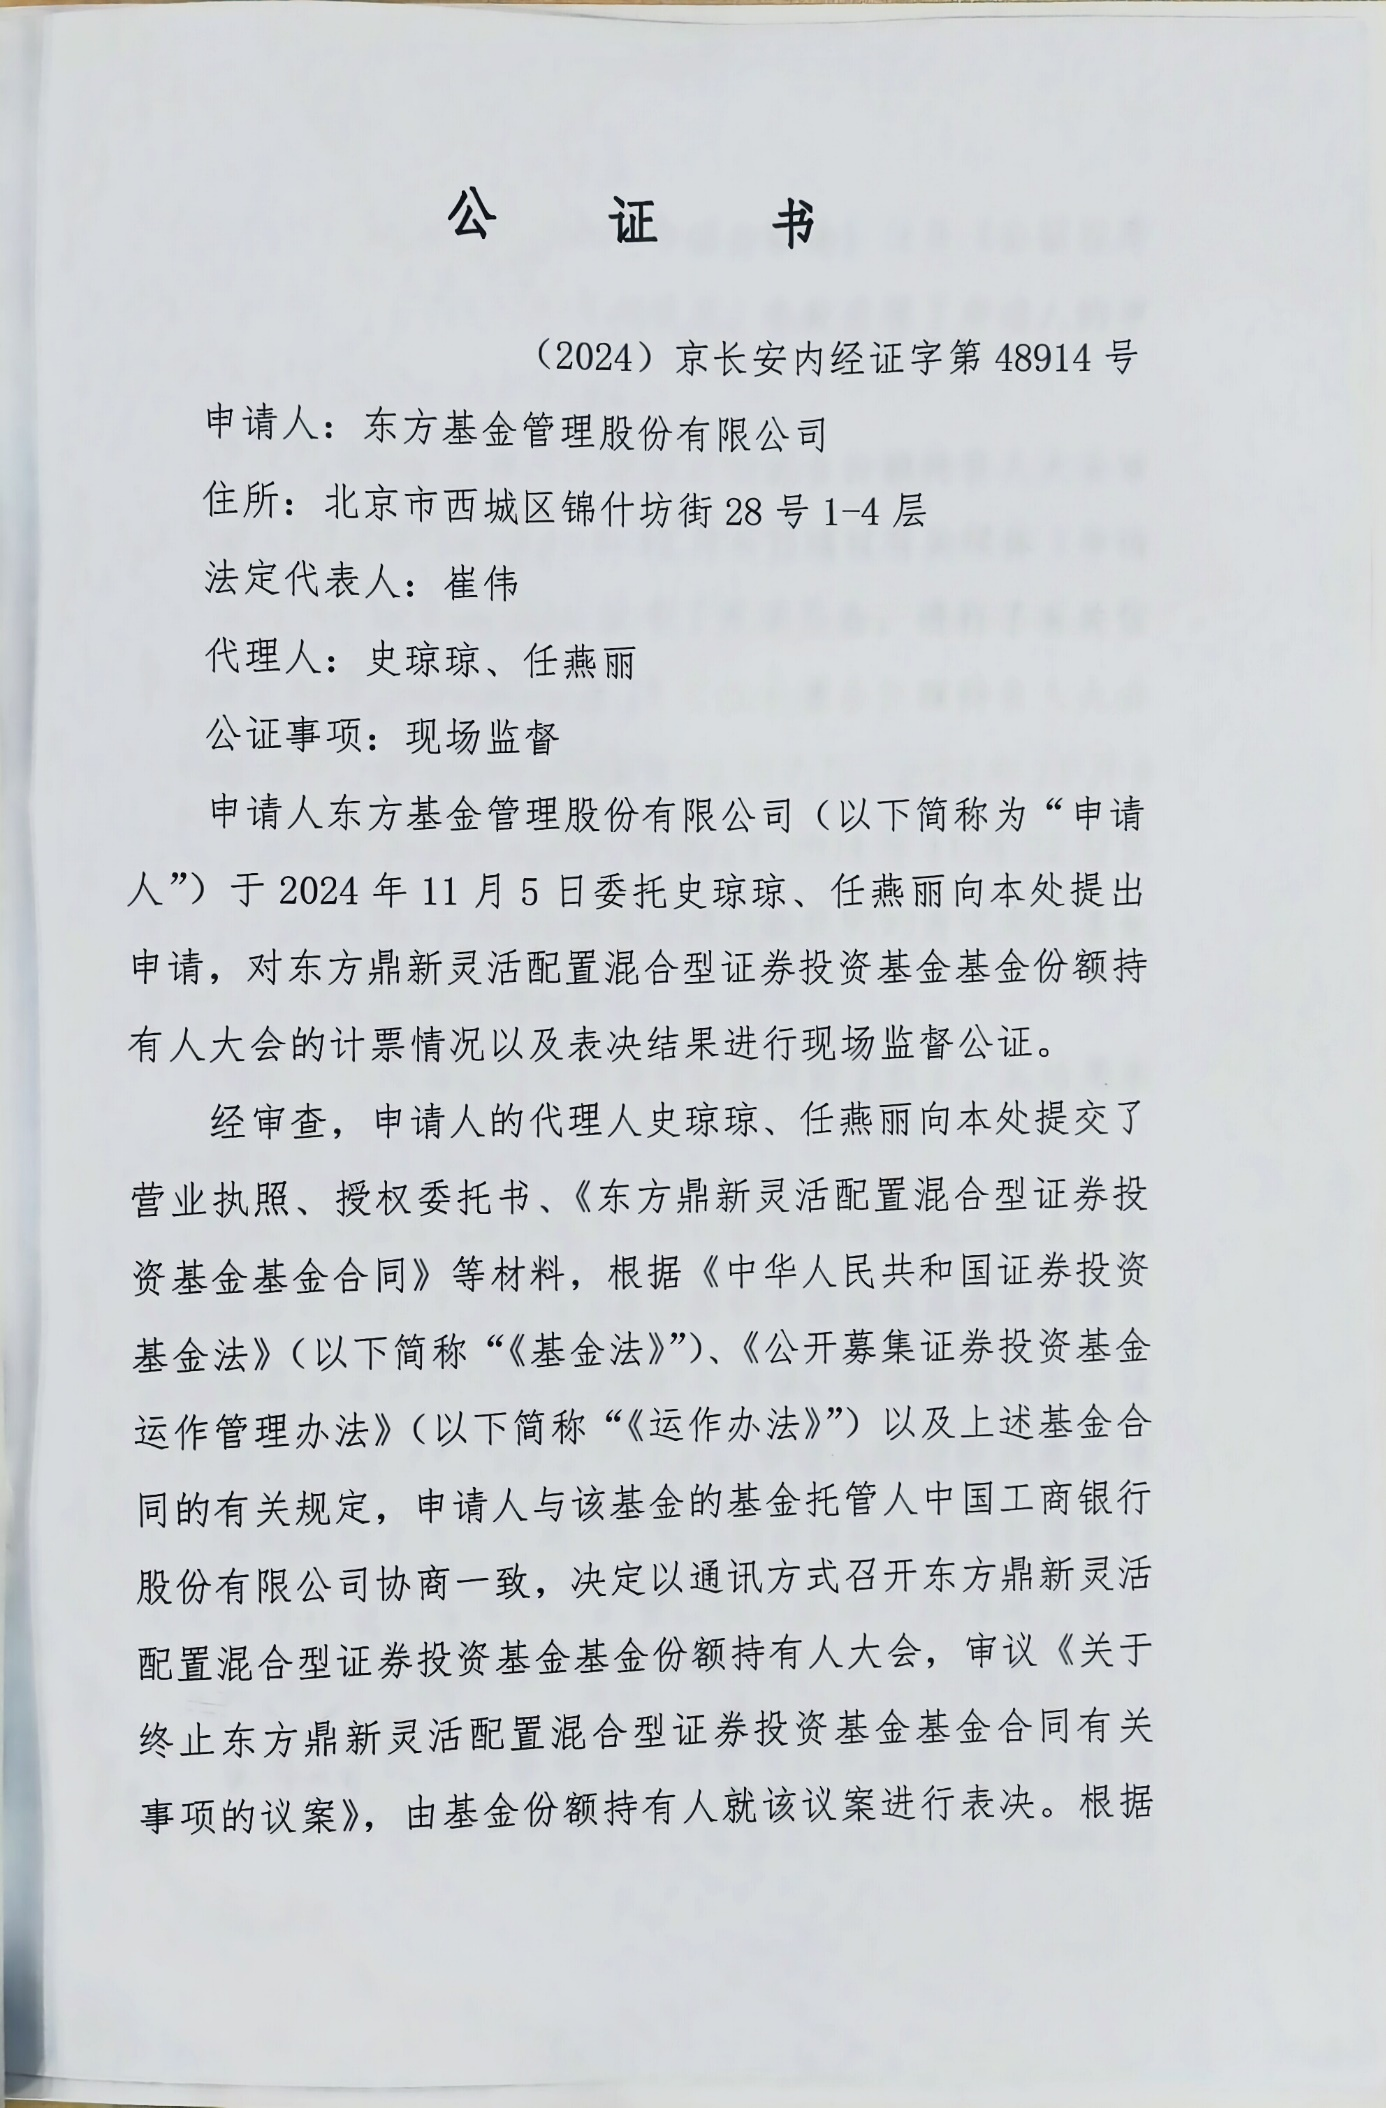 公 证 书
（2024）京长安内经证字第 48914 号
申请人：东方基金管理股份有限公司
住所：北京市西城区锦什坊街 28 号 1-4 层
法定代表人：崔伟
代理人：史琼琼、任燕丽
公证事项：现场监督
申请人东方基金管理股份有限公司（以下简称为“申请
人”）于 2024 年 11 月 5 日委托史琼琼、任燕丽向本处提出
申请，对东方鼎新灵活配置混合型证券投资基金基金份额持
有人大会的计票情况以及表决结果进行现场监督公证。
经审查，申请人的代理人史琼琼、任燕丽向本处提交了
营业执照、授权委托书、《东方鼎新灵活配置混合型证券投
资基金基金合同》等材料，根据《中华人民共和国证券投资
基金法》（以下简称“《基金法》”）、《公开募集证券投资基金
运作管理办法》（以下简称“《运作办法》”）以及上述基金合
同的有关规定，申请人与该基金的基金托管人中国工商银行
股份有限公司协商一致，决定以通讯方式召开东方鼎新灵活
配置混合型证券投资基金基金份额持有人大会，审议《关于
终止东方鼎新灵活配置混合型证券投资基金基金合同有关
事项的议案》，由基金份额持有人就该议案进行表决。根据